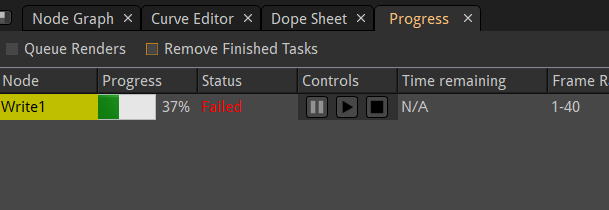 Node Graph × Curve Editor × Dope Sheet × Progress ×
Queue Renders Remove Finished Tasks
Node Progress Status Controls Time remaining Frame R
Write1 37% Failed N/A 1-40